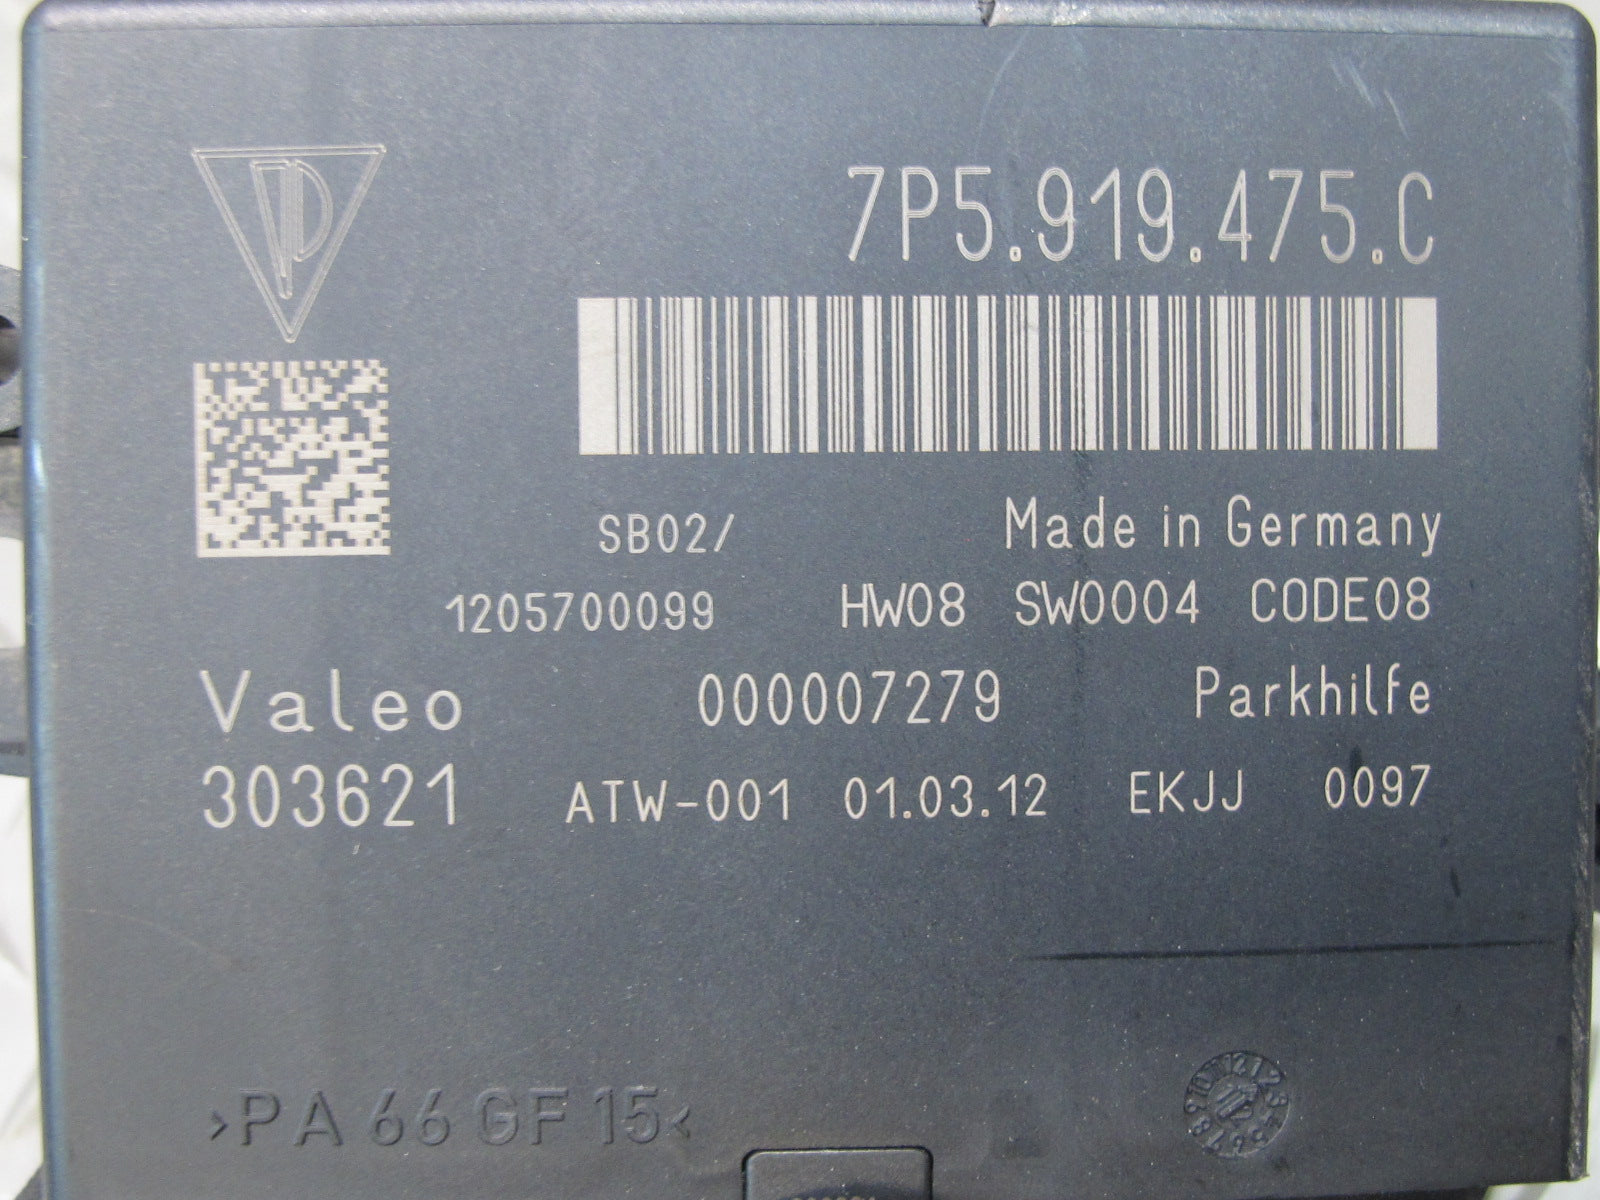 7P5.919.475.C
SB02/ Made in Germany
1205700099 HW08 SW0004 CODE08
Valeo 000007279 Parkhilfe
303621 ATW-001 01.03.12 EKJJ 0097
>PA 66 GF 15<